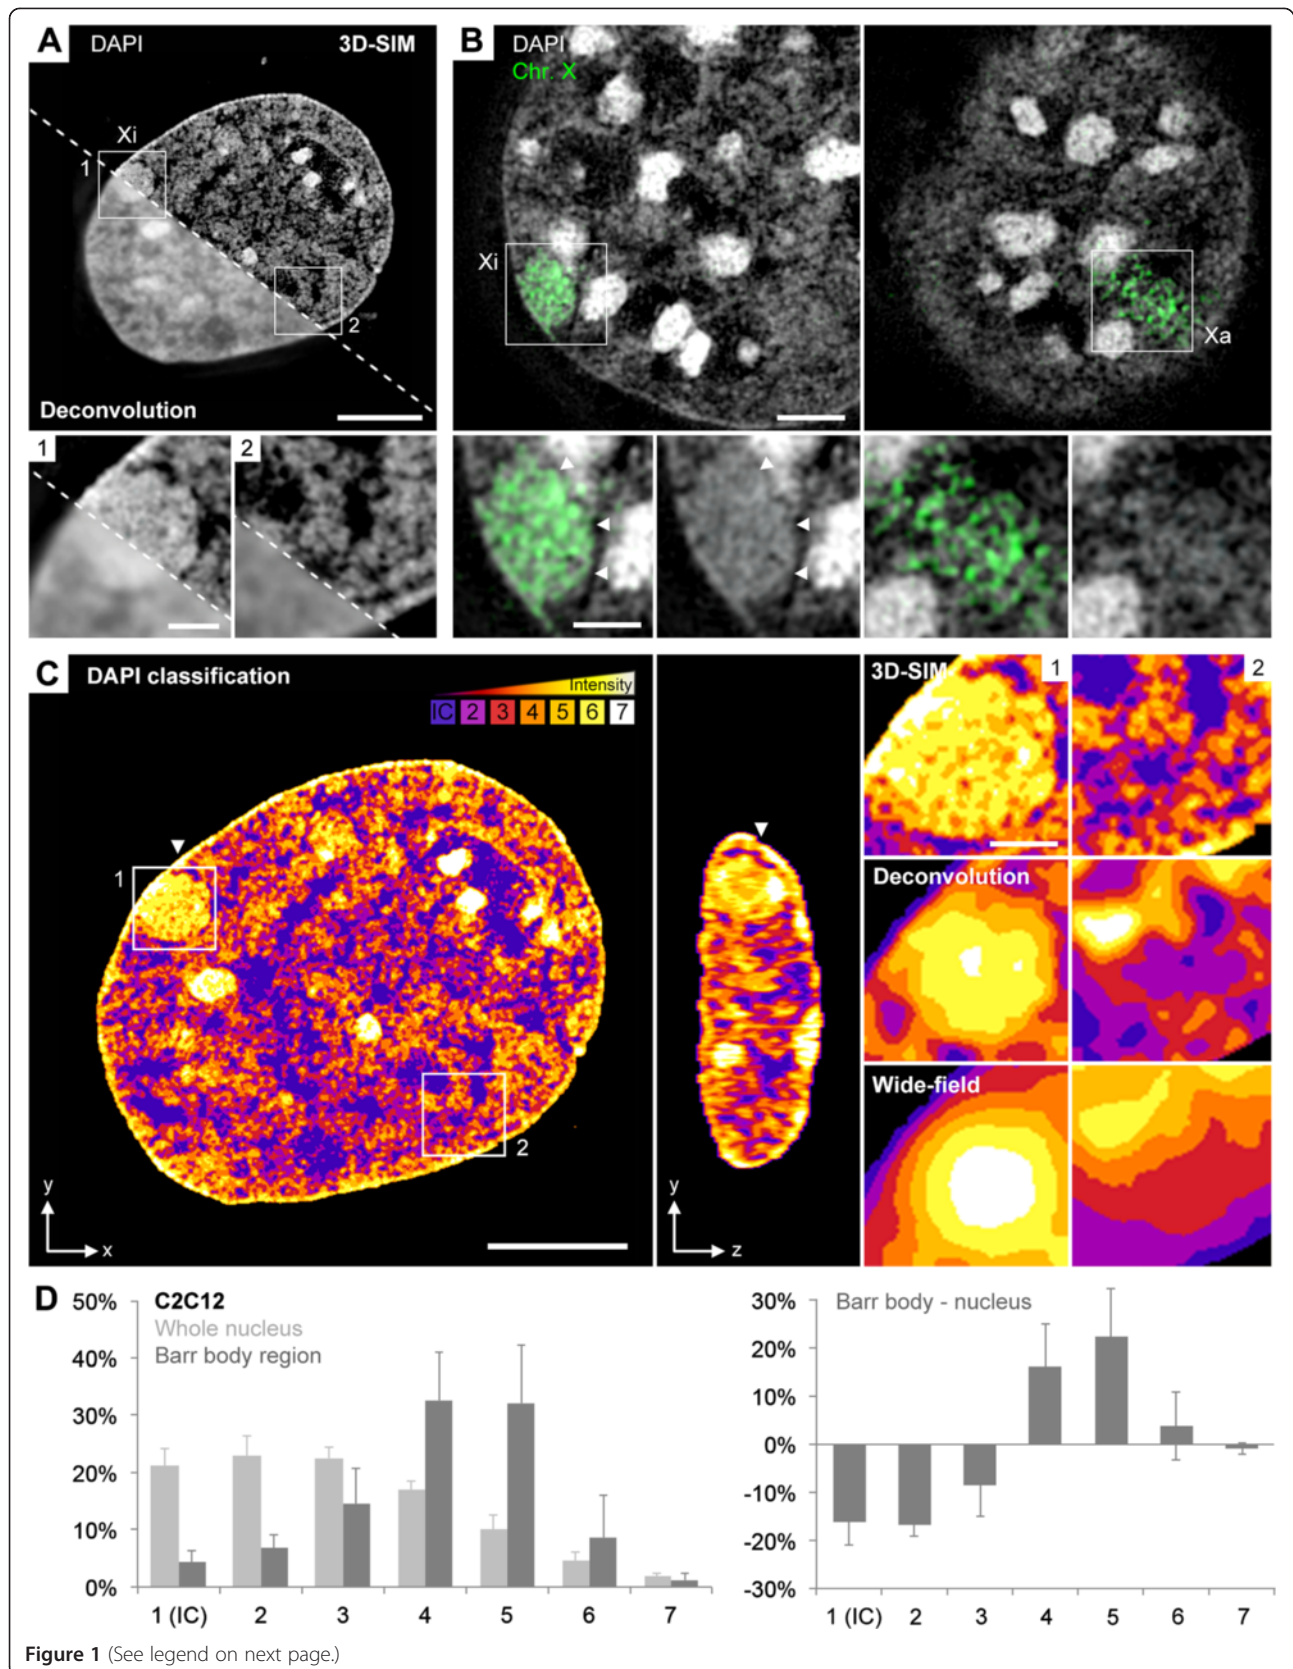 A
DAPI
3D-SIM
Xi
1
2
Deconvolution
1
2
B
DAPI
Chr. X
Xi
Xa
C
DAPI classification
Intensity
IC 2 3 4 5 6 7
1
2
y
x
y
z
3D-SIM
1
2
Deconvolution
Wide-field
D
C2C12
Whole nucleus
Barr body region
50%
40%
30%
20%
10%
0%
1 (IC) 2 3 4 5 6 7
Barr body - nucleus
30%
20%
10%
0%
-10%
-20%
-30%
1 (IC) 2 3 4 5 6 7
Figure 1 (See legend on next page.)